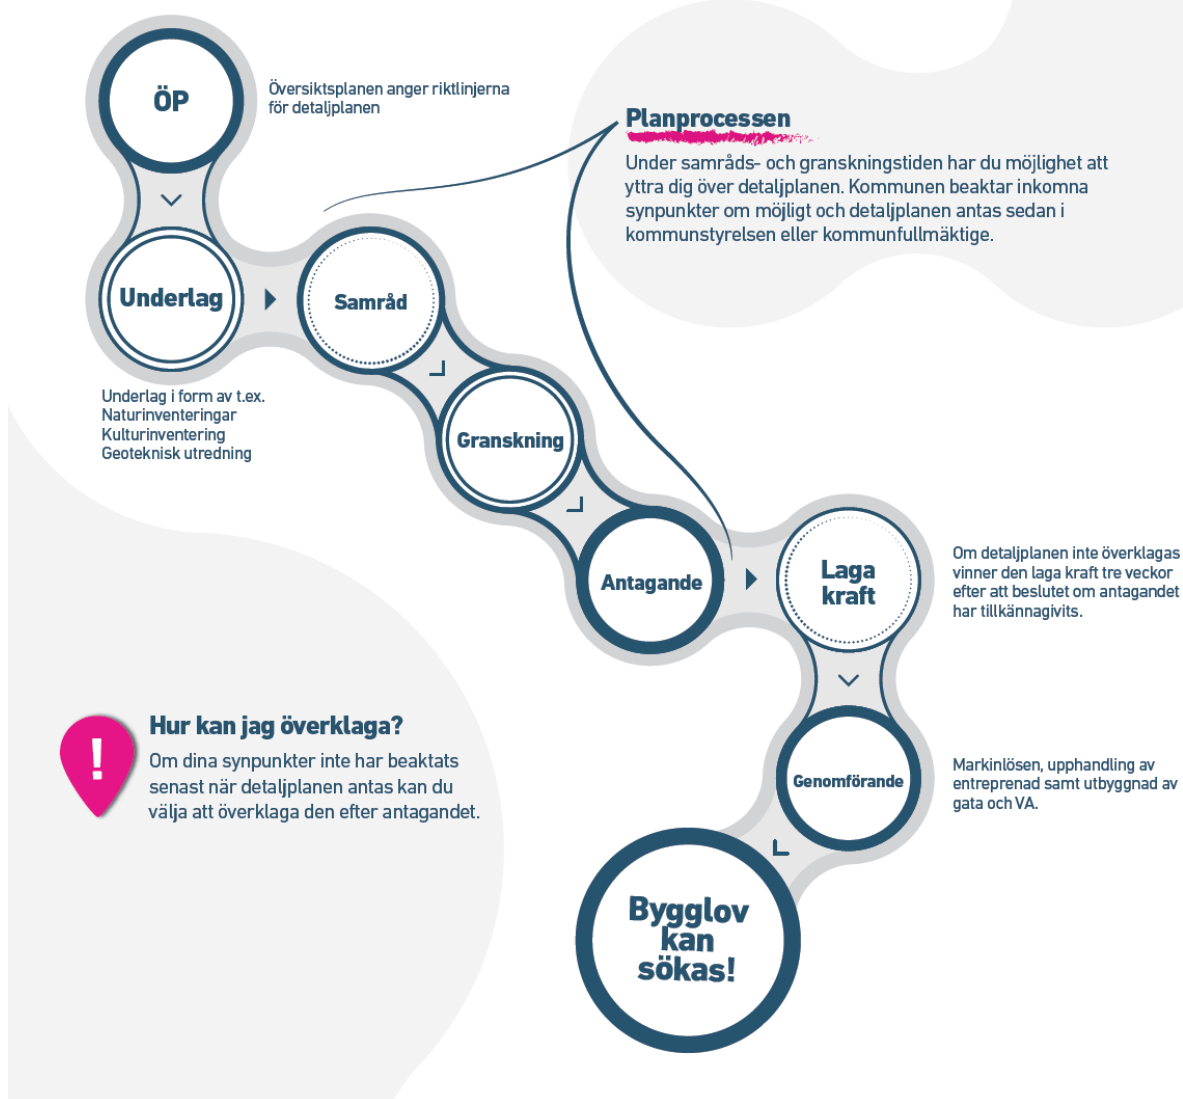 ÖP
Översiktsplanen anger riktlinjerna
för detaljplanen
Planprocessen
Under samråds- och granskningstiden har du möjlighet att
yttra dig över detaljplanen. Kommunen beaktar inkomna
synpunkter om möjligt och detaljplanen antas sedan i
kommunstyrelsen eller kommunfullmäktige.
Underlag
Samråd
Underlag i form av t.ex.
Naturinventeringar
Kulturinventering
Geoteknisk utredning
Granskning
Antagande
Laga
kraft
Om detaljplanen inte överklagas
vinner den laga kraft tre veckor
efter att beslutet om antagandet
har tillkännagivits.
Hur kan jag överklaga?
!
Om dina synpunkter inte har beaktats
senast när detaljplanen antas kan du
välja att överklaga den efter antagandet.
Genomförande
Markinlösen, upphandling av
entreprenad samt utbyggnad av
gata och VA.
Bygglov
kan
sökas!